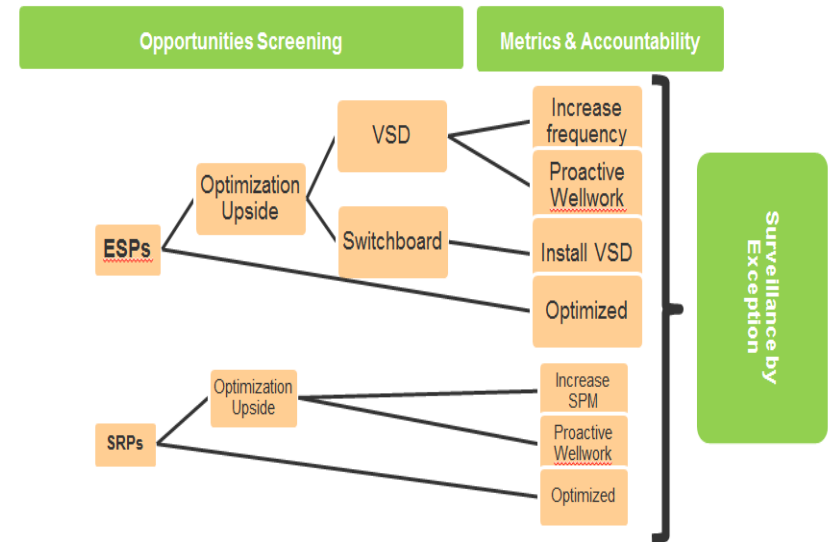 Opportunities Screening
Metrics & Accountability
VSD
Increase
frequency
Optimization
Upside
Proactive
Wellwork
ESPs
Switchboard
Install VSD
Optimized
Surveillance by
Exception
Optimization
Upside
Increase
SPM
SRPs
Proactive
Wellwork
Optimized